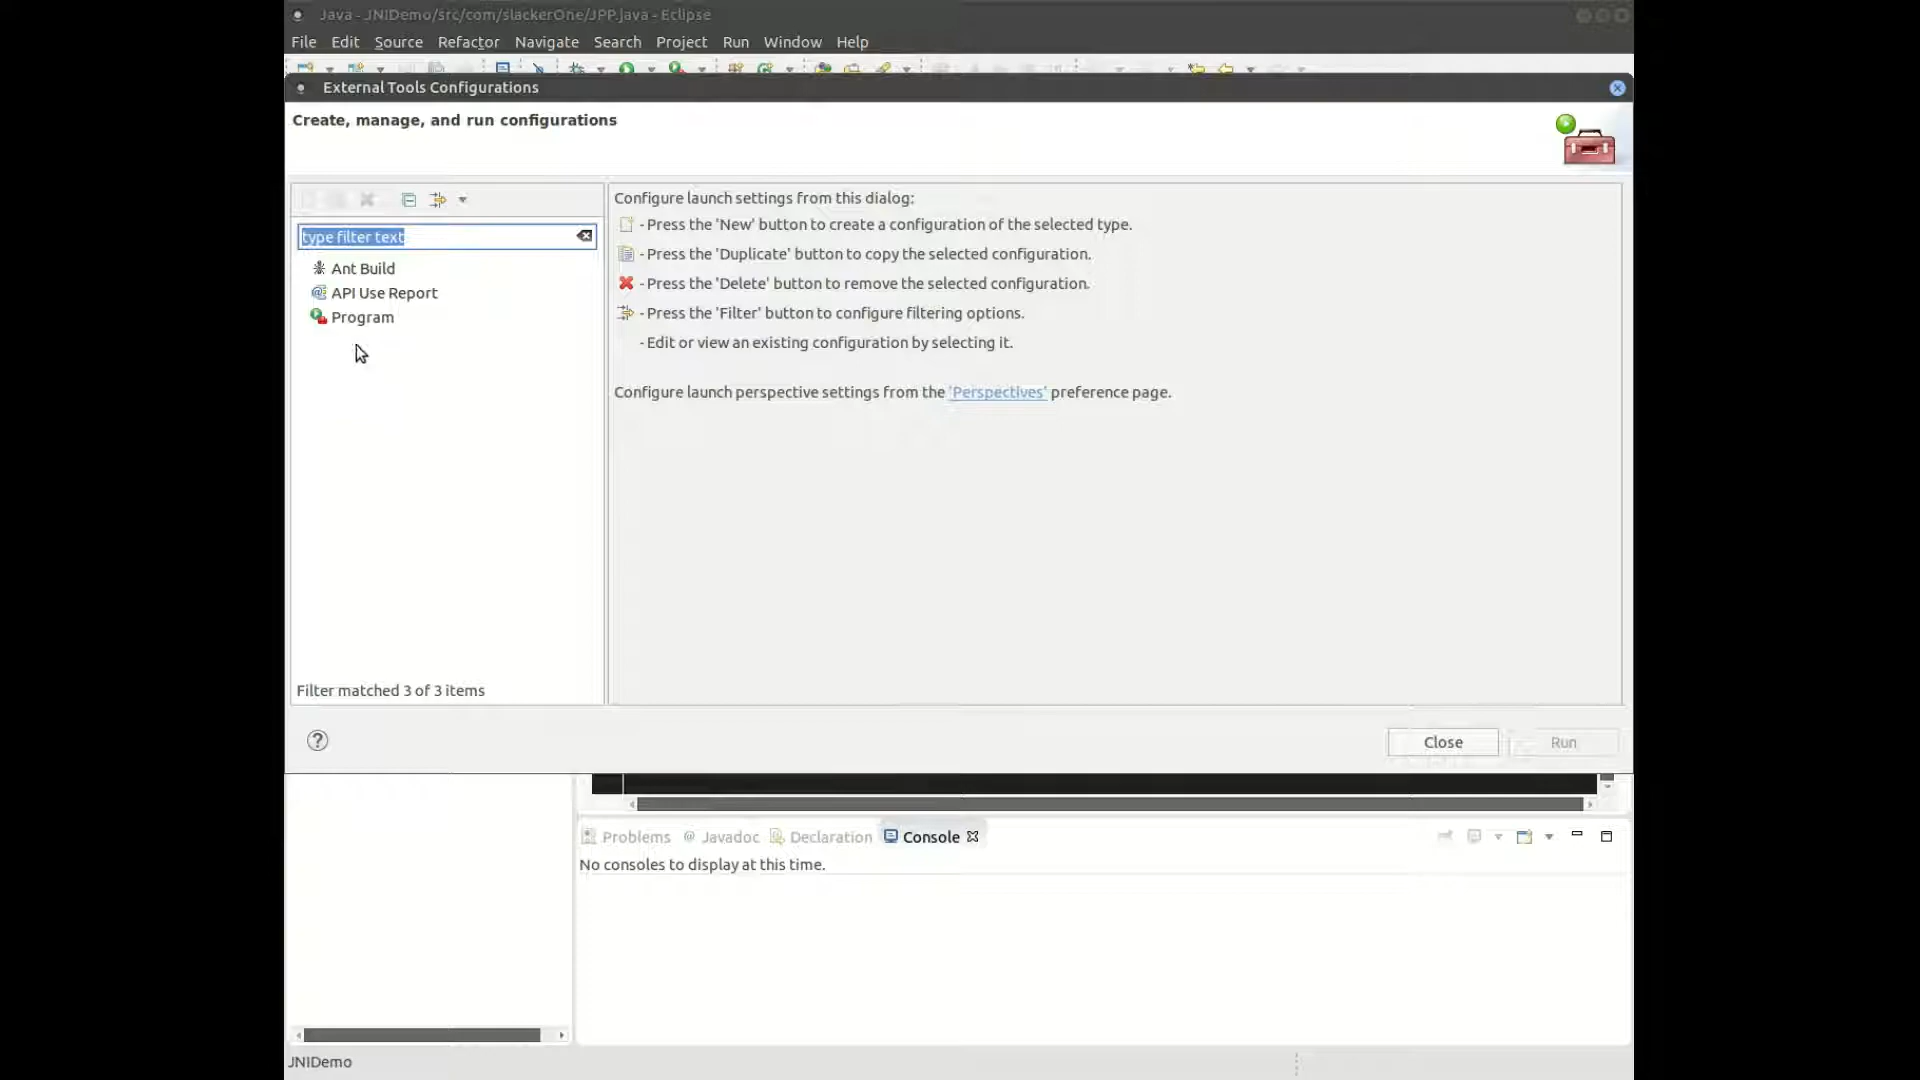 Java - JNIDemo/src/com/slackerOne/JPP.java - Eclipse
File Edit Source Refactor Navigate Search Project Run Window Help
External Tools Configurations
Create, manage, and run configurations
type filter text
Ant Build
API Use Report
Program
Filter matched 3 of 3 items
Configure launch settings from this dialog:
- Press the 'New' button to create a configuration of the selected type.
- Press the 'Duplicate' button to copy the selected configuration.
- Press the 'Delete' button to remove the selected configuration.
- Press the 'Filter' button to configure filtering options.
- Edit or view an existing configuration by selecting it.
Configure launch perspective settings from the 'Perspectives' preference page.
Close Run
Problems @ Javadoc Declaration Console
No consoles to display at this time.
JNIDemo